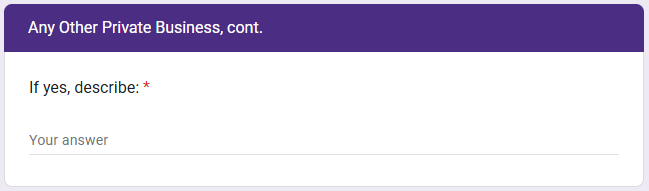 Any Other Private Business, cont.
If yes, describe: *
Your answer